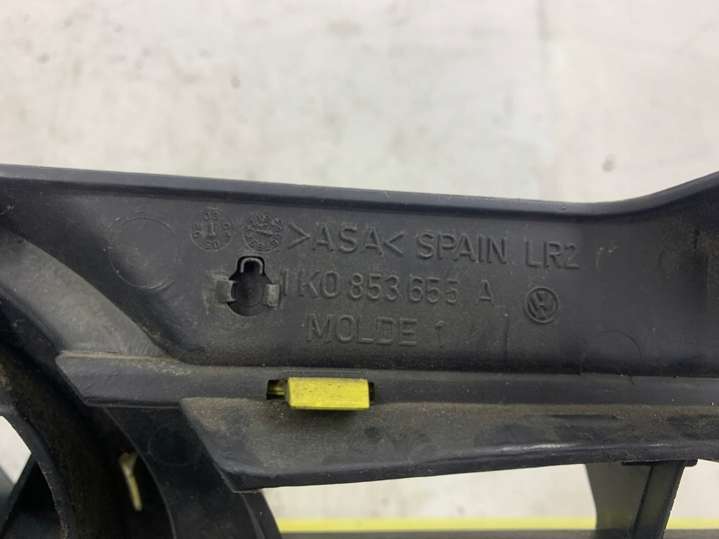 >ASA< SPAIN LR2
1K0 853 655 A
MOLDE 1